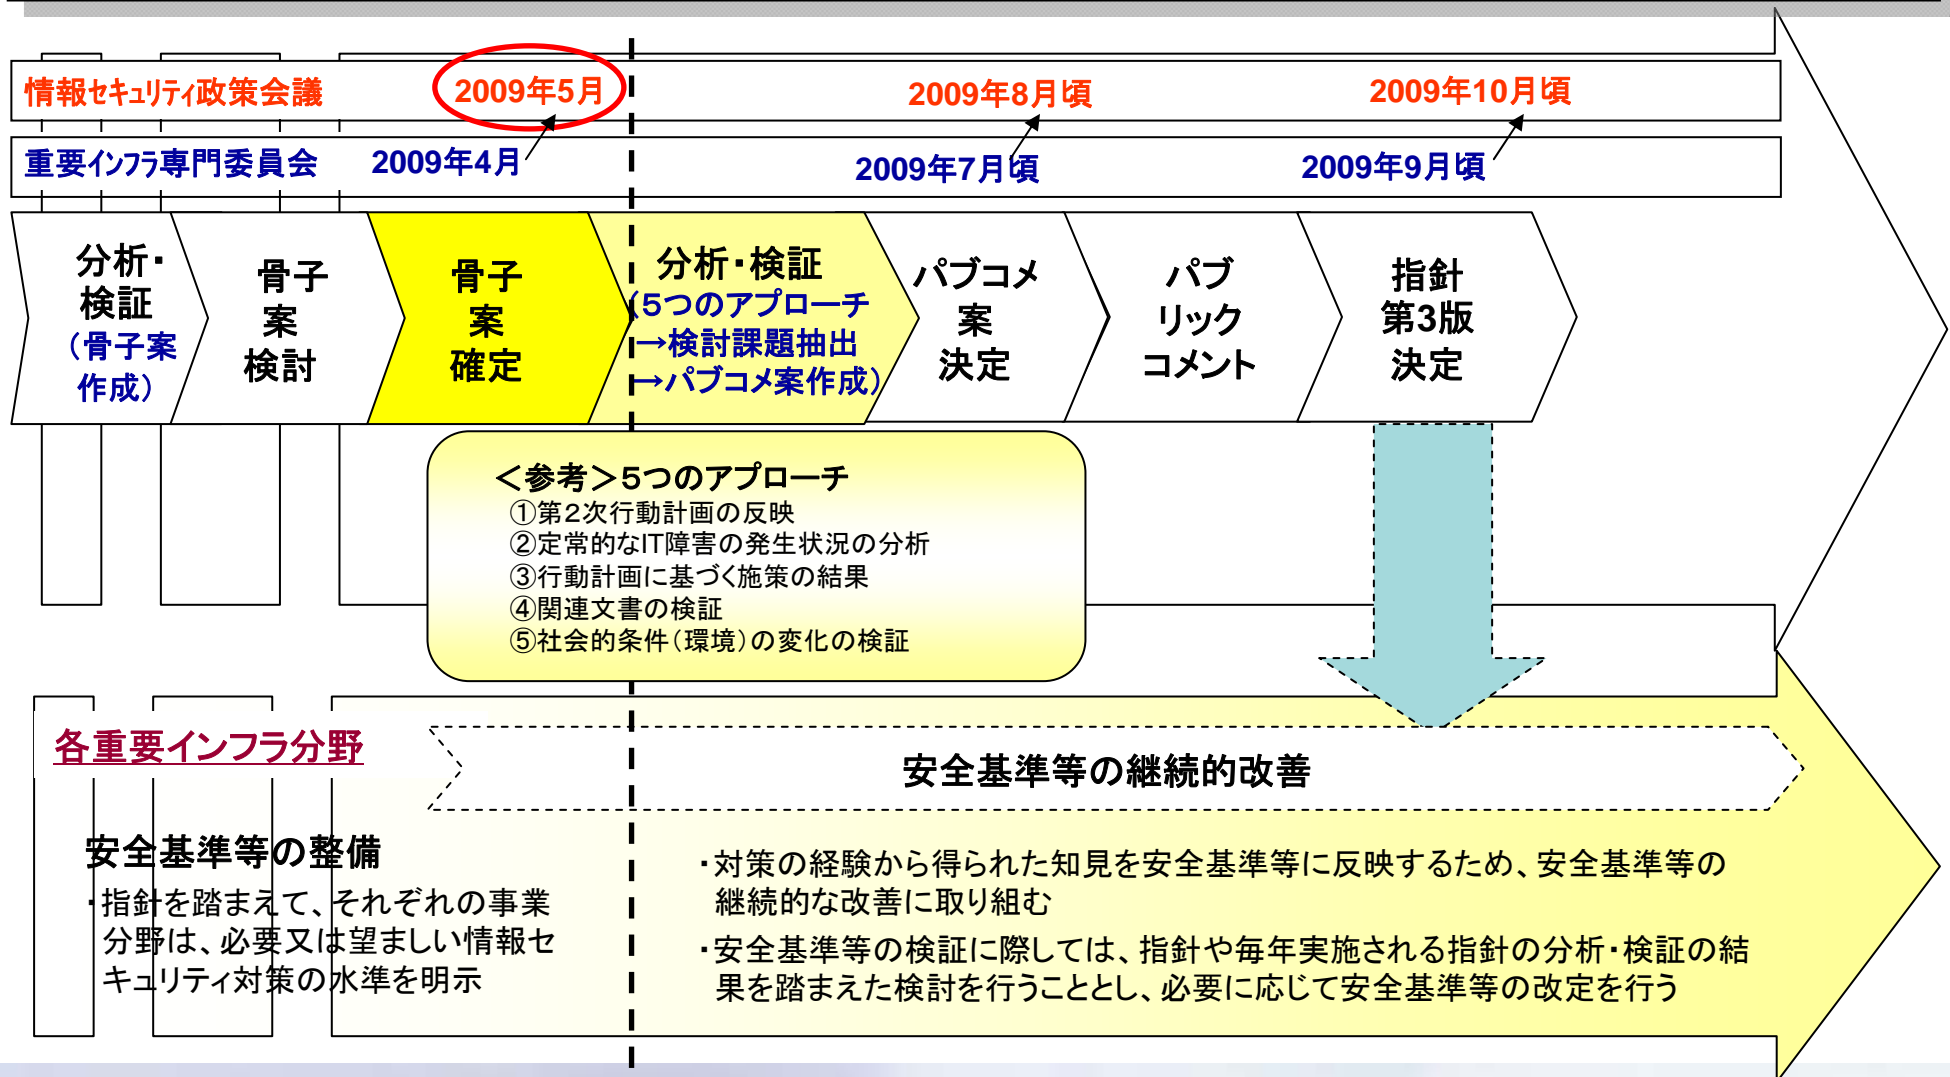 情報セキュリティ政策会議 2009年5月 2009年8月頃 2009年10月頃
重要インフラ専門委員会 2009年4月 2009年7月頃 2009年9月頃
分析・
検証
(骨子案
作成)
骨子
案
検討
骨子
案
確定
分析・検証
(5つのアプローチ
→検討課題抽出
→パブコメ案作成)
パブコメ
案
決定
パブ
リック
コメント
指針
第3版
決定
＜参考＞5つのアプローチ
①第2次行動計画の反映
②定常的なIT障害の発生状況の分析
③行動計画に基づく施策の結果
④関連文書の検証
⑤社会的条件(環境)の変化の検証
各重要インフラ分野
安全基準等の継続的改善
安全基準等の整備
・指針を踏まえて、それぞれの事業
分野は、必要又は望ましい情報セ
キュリティ対策の水準を明示
・対策の経験から得られた知見を安全基準等に反映するため、安全基準等の
継続的な改善に取り組む
・安全基準等の検証に際しては、指針や毎年実施される指針の分析・検証の結
果を踏まえた検討を行うこととし、必要に応じて安全基準等の改定を行う